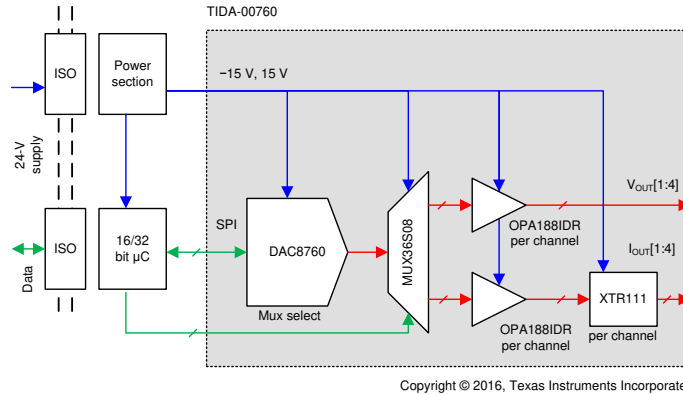 TIDA-00760
ISO
Power
section
−15 V, 15 V
24-V
supply
ISO
Data
16/32
bit µC
SPI
DAC8760
Mux select
MUX36S08
OPA188IDR
per channel
VOUT[1:4]
IOUT[1:4]
OPA188IDR
per channel
XTR111
per channel
Copyright © 2016, Texas Instruments Incorporate